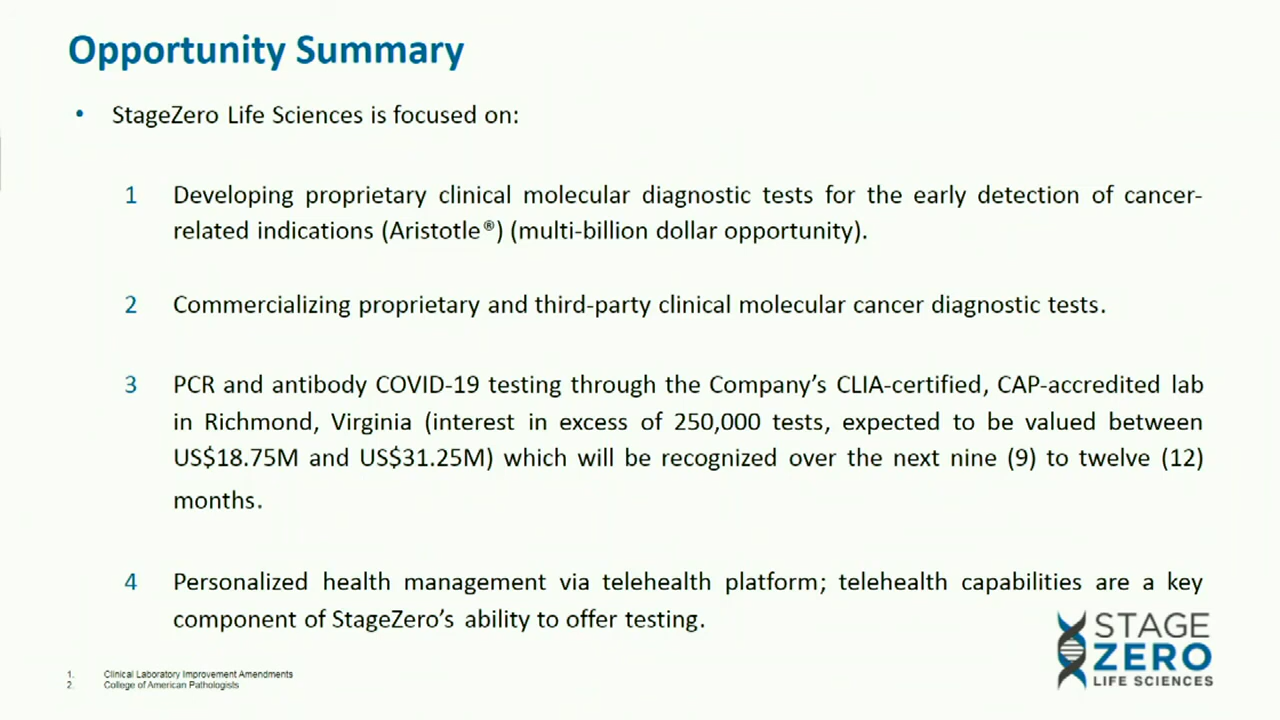 Opportunity Summary
• StageZero Life Sciences is focused on:
1 Developing proprietary clinical molecular diagnostic tests for the early detection of cancer-
related indications (Aristotle®) (multi-billion dollar opportunity).
2 Commercializing proprietary and third-party clinical molecular cancer diagnostic tests.
3 PCR and antibody COVID-19 testing through the Company’s CLIA-certified, CAP-accredited lab
in Richmond, Virginia (interest in excess of 250,000 tests, expected to be valued between
US$18.75M and US$31.25M) which will be recognized over the next nine (9) to twelve (12)
months.
4 Personalized health management via telehealth platform; telehealth capabilities are a key
component of StageZero’s ability to offer testing.
1. Clinical Laboratory Improvement Amendments
2. College of American Pathologists
STAGE
ZERO
LIFE SCIENCES